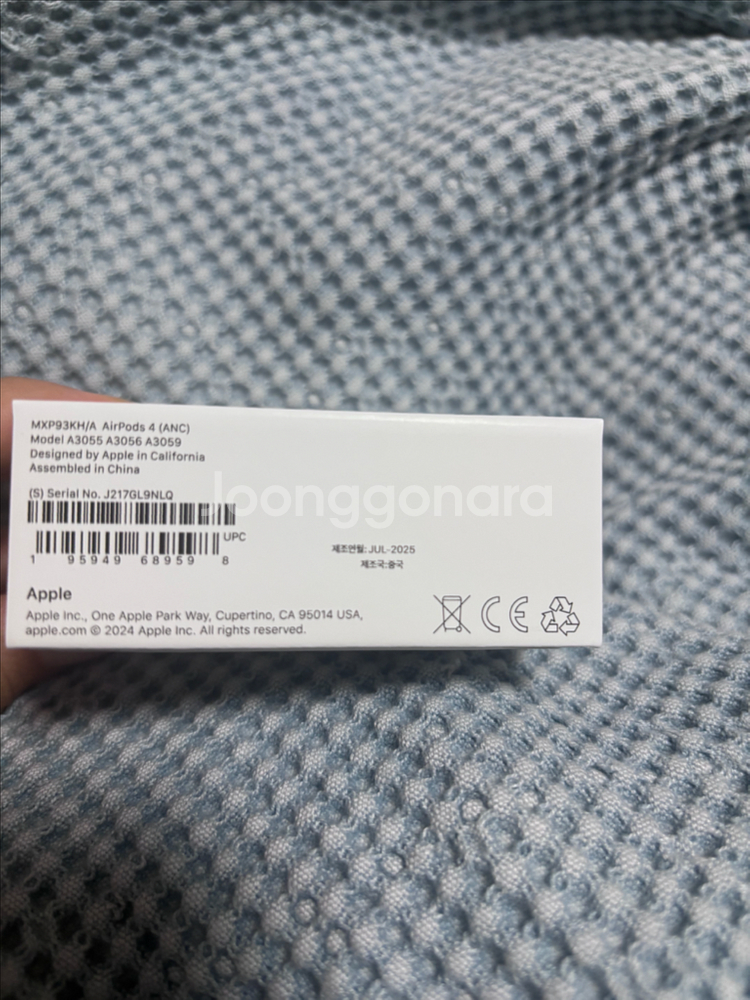 MXP93KH/A AirPods 4 (ANC)
Model A3055 A3056 A3059
Designed by Apple in California
Assembled in China
(S) Serial No. J217GL9NLQ
Joonggonara
UPC
1 95949 68959 8
제조연월: JUL-2025
제조국:중국
Apple
Apple Inc., One Apple Park Way, Cupertino, CA 95014 USA,
apple.com © 2024 Apple Inc. All rights reserved.
CE